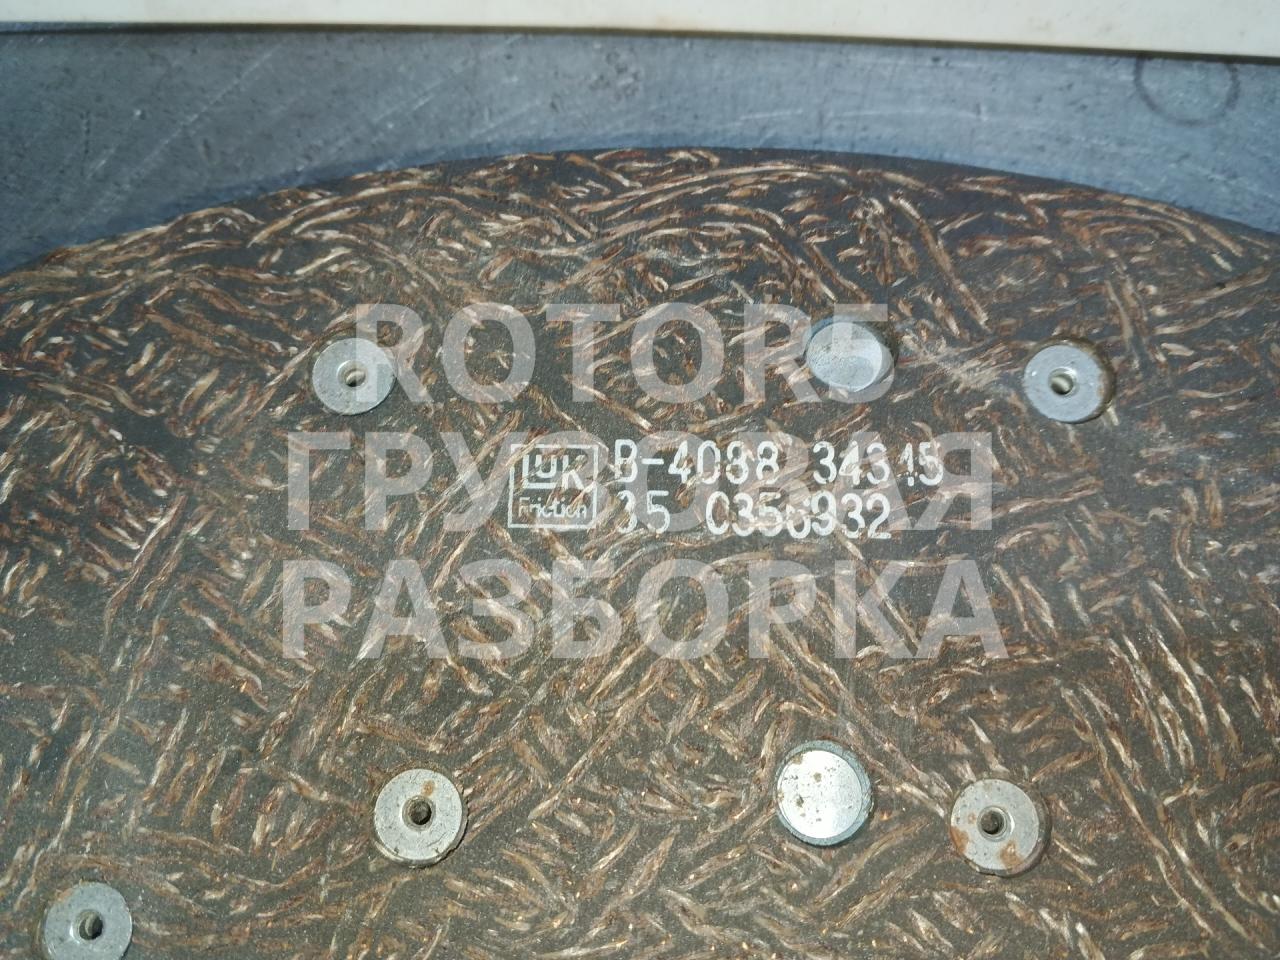 ROTOR5
ГРУЗОВАЯ
РАЗБОРКА
LuK B-4088 34315
Friction 35 0356932